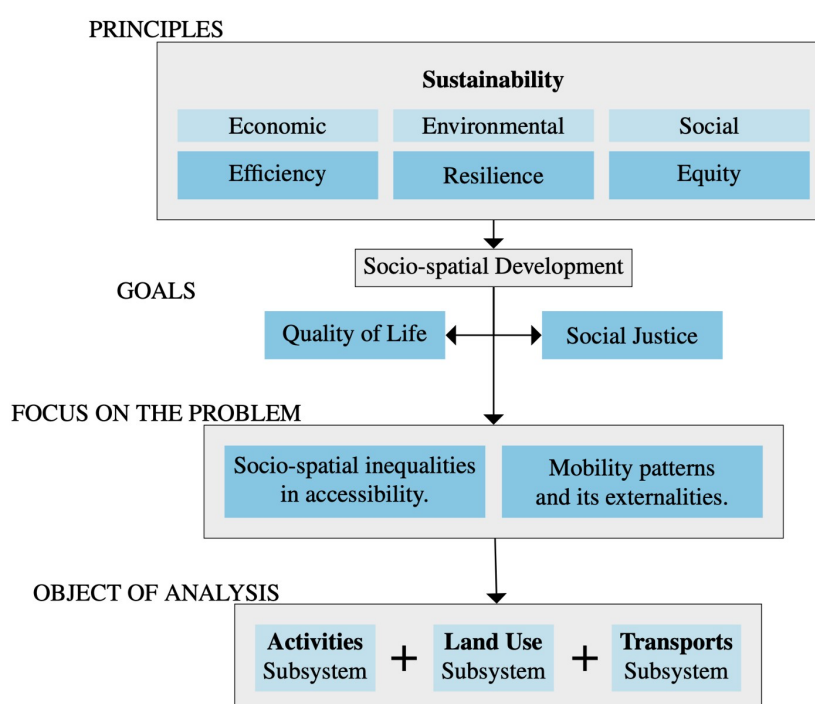 PRINCIPLES
Sustainability
Economic
Environmental
Social
Efficiency
Resilience
Equity
Socio-spatial Development
GOALS
Quality of Life
Social Justice
FOCUS ON THE PROBLEM
Socio-spatial inequalities
in accessibility.
Mobility patterns
and its externalities.
OBJECT OF ANALYSIS
Activities
Subsystem
+
Land Use
Subsystem
+
Transports
Subsystem